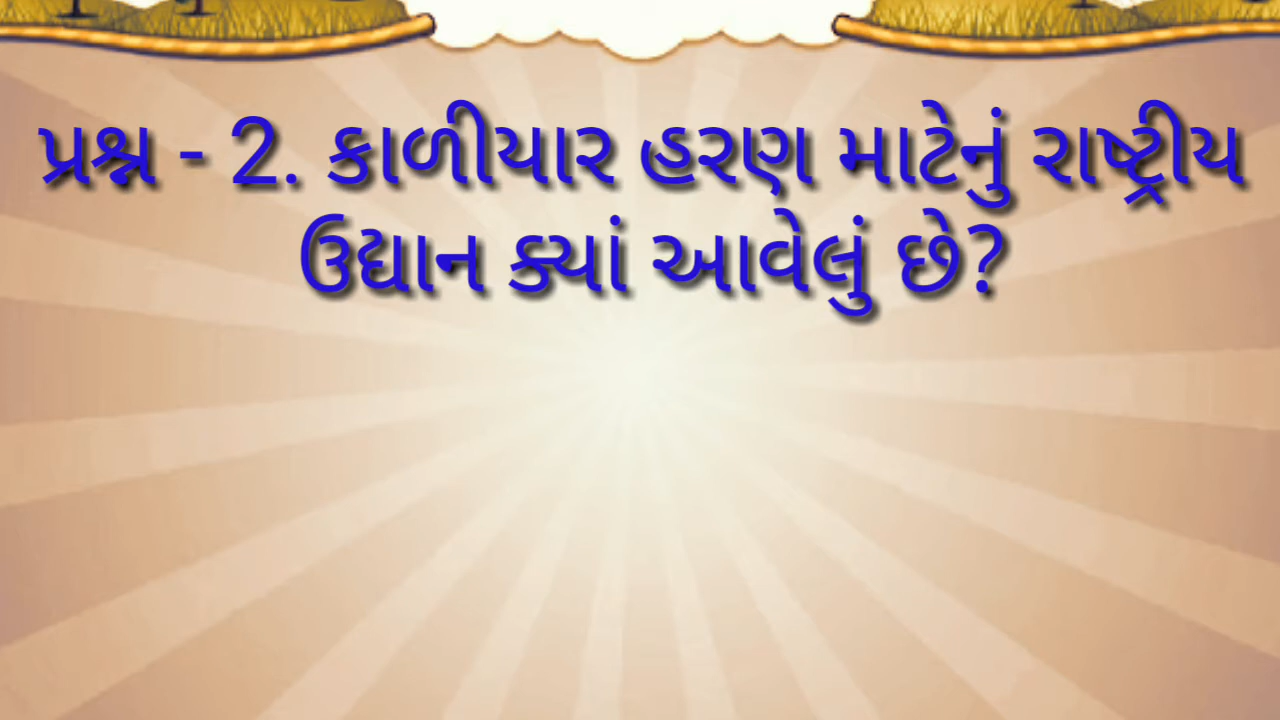 પ્રશ્ન - 2. કાળીયાર હરણ માટેનું રાષ્ટ્રીય
ઉદ્યાન ક્યાં આવેલું છે?